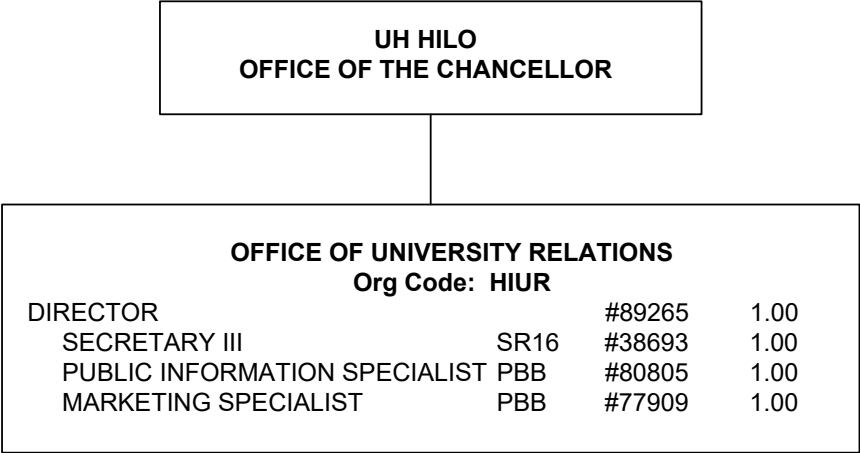 UH HILO
OFFICE OF THE CHANCELLOR
OFFICE OF UNIVERSITY RELATIONS
Org Code: HIUR
DIRECTOR #89265 1.00
SECRETARY III SR16 #38693 1.00
PUBLIC INFORMATION SPECIALIST PBB #80805 1.00
MARKETING SPECIALIST PBB #77909 1.00